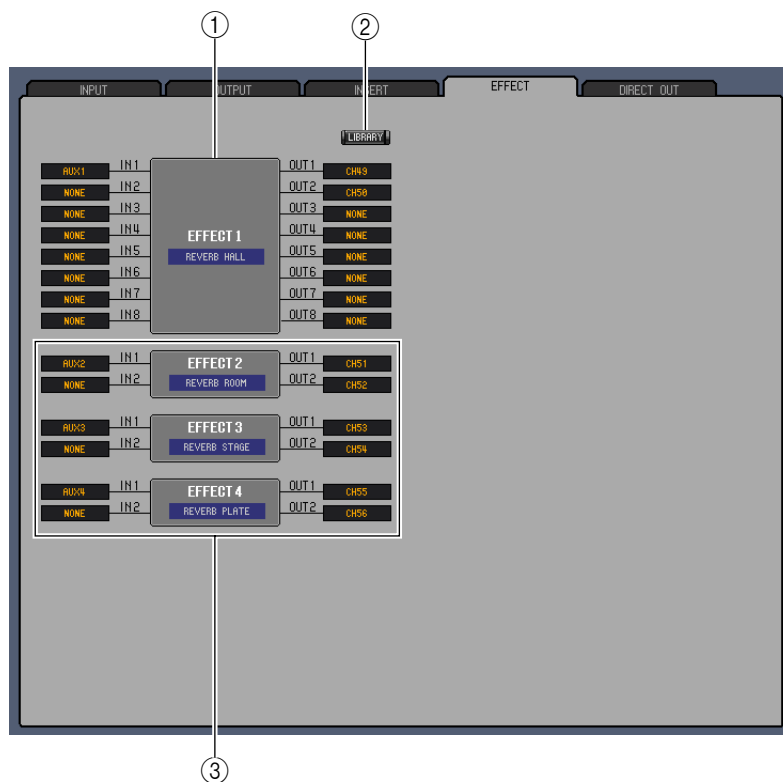 ① ②
INPUT OUTPUT INSERT EFFECT DIRECT OUT
LIBRARY
AUX1 IN1 OUT1 CH49
NONE IN2 OUT2 CH50
NONE IN3 OUT3 NONE
NONE IN4 OUT4 NONE
EFFECT 1
NONE IN5 OUT5 NONE
REVERB HALL
NONE IN6 OUT6 NONE
NONE IN7 OUT7 NONE
NONE IN8 OUT8 NONE
AUX2 IN1 EFFECT 2 OUT1 CH51
NONE IN2 REVERB ROOM OUT2 CH52
AUX3 IN1 EFFECT 3 OUT1 CH53
NONE IN2 REVERB STAGE OUT2 CH54
AUX4 IN1 EFFECT 4 OUT1 CH55
NONE IN2 REVERB PLATE OUT2 CH56
③